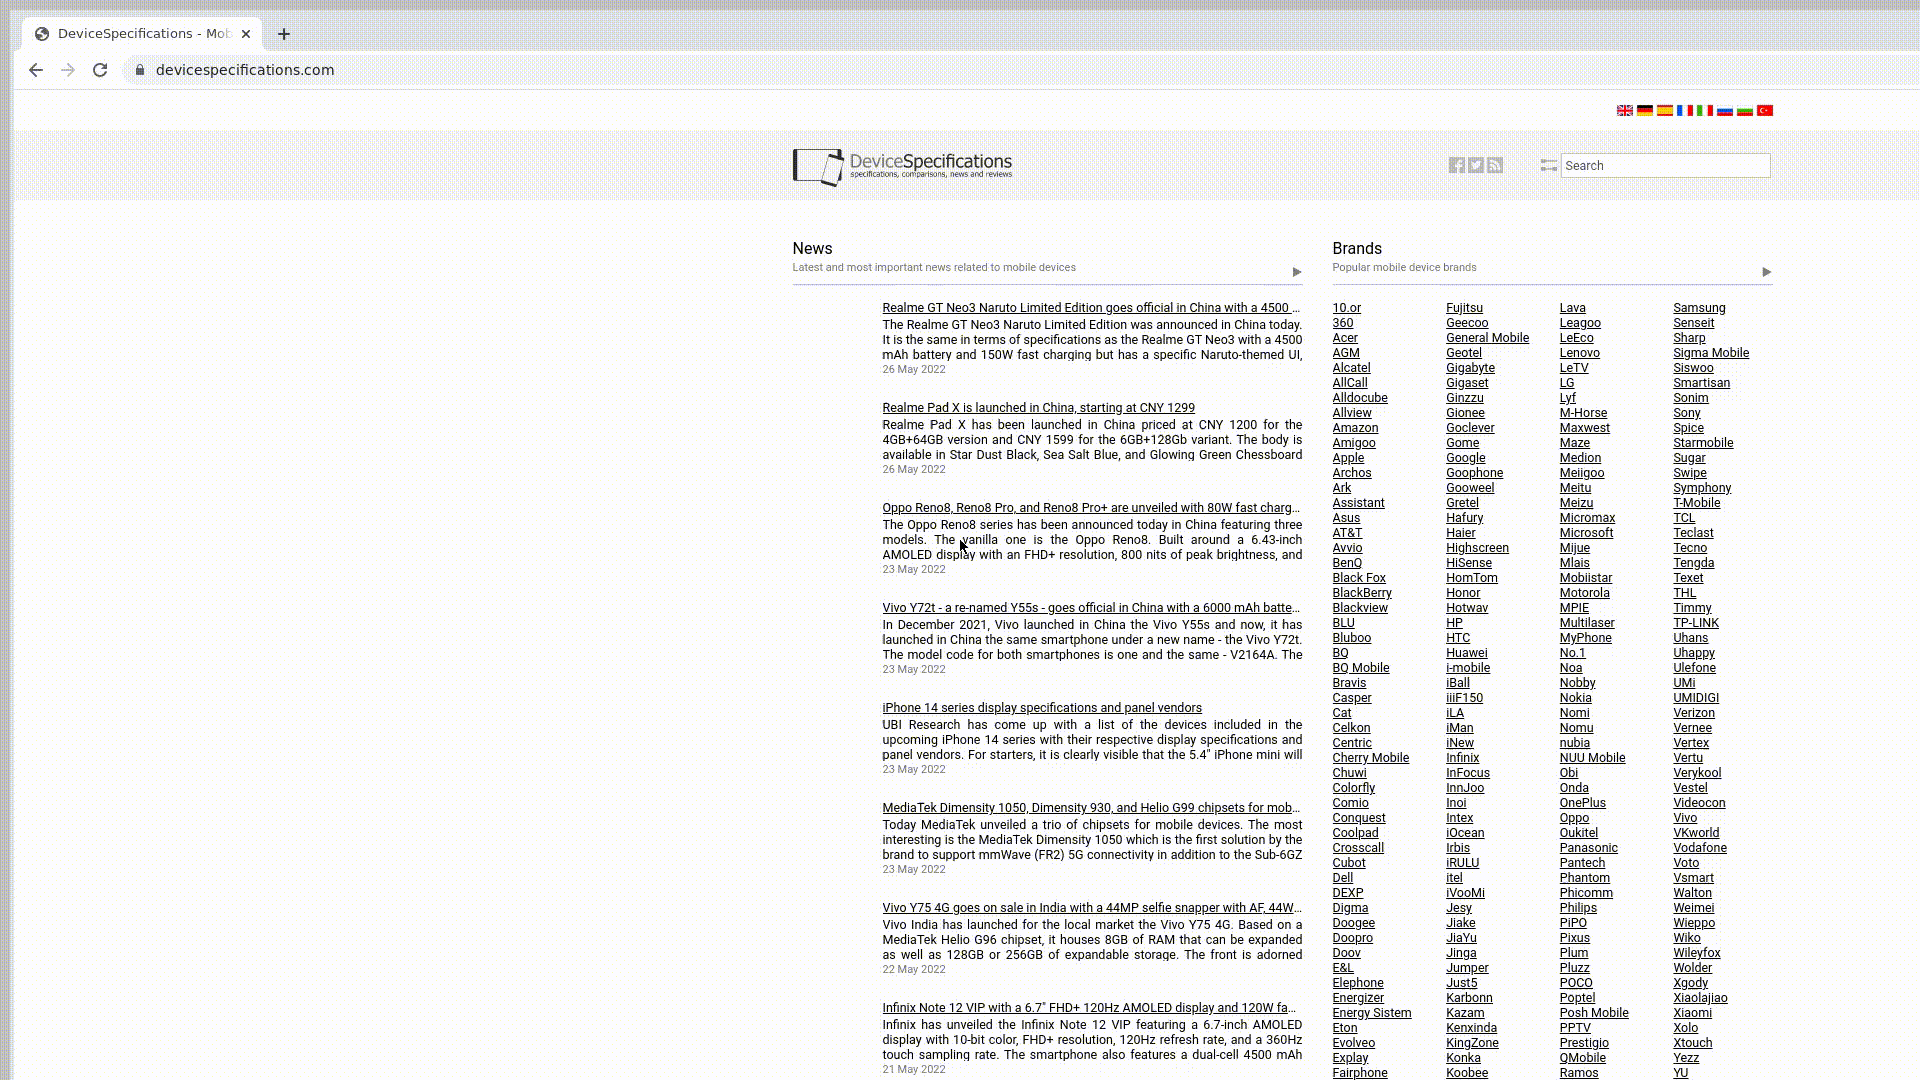 DeviceSpecifications - Mob
devicespecifications.com
DeviceSpecifications
specifications, comparisons, news and reviews
Search
News
Latest and most important news related to mobile devices
Realme GT Neo3 Naruto Limited Edition goes official in China with a 4500 ...
The Realme GT Neo3 Naruto Limited Edition was announced in China today.
It is the same in terms of specifications as the Realme GT Neo3 with a 4500
mAh battery and 150W fast charging but has a specific Naruto-themed UI,
26 May 2022
Realme Pad X is launched in China, starting at CNY 1299
Realme Pad X has been launched in China priced at CNY 1200 for the
4GB+64GB version and CNY 1599 for the 6GB+128Gb variant. The body is
available in Star Dust Black, Sea Salt Blue, and Glowing Green Chessboard
26 May 2022
Oppo Reno8, Reno8 Pro, and Reno8 Pro+ are unveiled with 80W fast charg...
The Oppo Reno8 series has been announced today in China featuring three
models. The vanilla one is the Oppo Reno8. Built around a 6.43-inch
AMOLED display with an FHD+ resolution, 800 nits of peak brightness, and
23 May 2022
Vivo Y72t - a re-named Y55s - goes official in China with a 6000 mAh batte...
In December 2021, Vivo launched in China the Vivo Y55s and now, it has
launched in China the same smartphone under a new name - the Vivo Y72t.
The model code for both smartphones is one and the same - V2164A. The
23 May 2022
iPhone 14 series display specifications and panel vendors
UBI Research has come up with a list of the devices included in the
upcoming iPhone 14 series with their respective display specifications and
panel vendors. For starters, it is clearly visible that the 5.4" iPhone mini will
23 May 2022
MediaTek Dimensity 1050, Dimensity 930, and Helio G99 chipsets for mob...
Today MediaTek unveiled a trio of chipsets for mobile devices. The most
interesting is the MediaTek Dimensity 1050 which is the first solution by the
brand to support mmWave (FR2) 5G connectivity in addition to the Sub-6GZ
23 May 2022
Vivo Y75 4G goes on sale in India with a 44MP selfie snapper with AF, 44W...
Vivo India has launched for the local market the Vivo Y75 4G. Based on a
MediaTek Helio G96 chipset, it houses 8GB of RAM that can be expanded
as well as 128GB or 256GB of expandable storage. The front is adorned
22 May 2022
Infinix Note 12 VIP with a 6.7" FHD+ 120Hz AMOLED display and 120W fa...
Infinix has unveiled the Infinix Note 12 VIP featuring a 6.7-inch AMOLED
display with 10-bit color, FHD+ resolution, 120Hz refresh rate, and a 360Hz
touch sampling rate. The smartphone also features a dual-cell 4500 mAh
21 May 2022
Brands
Popular mobile device brands
10.or
360
Acer
AGM
Alcatel
AllCall
Alldocube
Allview
Amazon
Amigoo
Apple
Archos
Ark
Assistant
Asus
AT&T
Avvio
BenQ
Black Fox
BlackBerry
Blackview
BLU
Bluboo
BQ
BQ Mobile
Bravis
Casper
Cat
Celkon
Centric
Cherry Mobile
Chuwi
Colorfly
Comio
Conquest
Coolpad
Crosscall
Cubot
Dell
DEXP
Digma
Doogee
Doopro
Doov
E&L
Elephone
Energizer
Energy Sistem
Eton
Evolveo
Explay
Fairphone
Fujitsu
Geecoo
General Mobile
Geotel
Gigabyte
Gigaset
Ginzzu
Gionee
Goclever
Gome
Google
Goophone
Gooweel
Gretel
Hafury
Haier
Highscreen
HiSense
HomTom
Honor
Hotwav
HP
HTC
Huawei
i-mobile
iBall
iiiF150
iLA
iMan
iNew
Infinix
InFocus
InnJoo
Inoi
Intex
iOcean
Irbis
iRULU
itel
iVooMi
Jesy
Jiake
JiaYu
Jinga
Jumper
Just5
Karbonn
Kazam
Kenxinda
KingZone
Konka
Koobee
Lava
Leagoo
LeEco
Lenovo
LeTV
LG
Lyf
M-Horse
Maxwest
Maze
Medion
Meiigoo
Meitu
Meizu
Micromax
Microsoft
Mijue
Mlais
Mobiistar
Motorola
MPIE
Multilaser
MyPhone
No.1
Noa
Nobby
Nokia
Nomi
Nomu
nubia
NUU Mobile
Obi
Onda
OnePlus
Oppo
Oukitel
Panasonic
Pantech
Phantom
Phicomm
Philips
PiPO
Pixus
Plum
Pluzz
POCO
Poptel
Posh Mobile
PPTV
Prestigio
QMobile
Ramos
Samsung
Senseit
Sharp
Sigma Mobile
Siswoo
Smartisan
Sonim
Sony
Spice
Starmobile
Sugar
Swipe
Symphony
T-Mobile
TCL
Teclast
Tecno
Tengda
Texet
THL
Timmy
TP-LINK
Uhans
Uhappy
Ulefone
UMi
UMIDIGI
Verizon
Vernee
Vertex
Vertu
Verykool
Vestel
Videocon
Vivo
VKworld
Vodafone
Voto
Vsmart
Walton
Weimei
Wieppo
Wiko
Wileyfox
Wolder
Xgody
Xiaolajiao
Xiaomi
Xolo
Xtouch
Yezz
YU